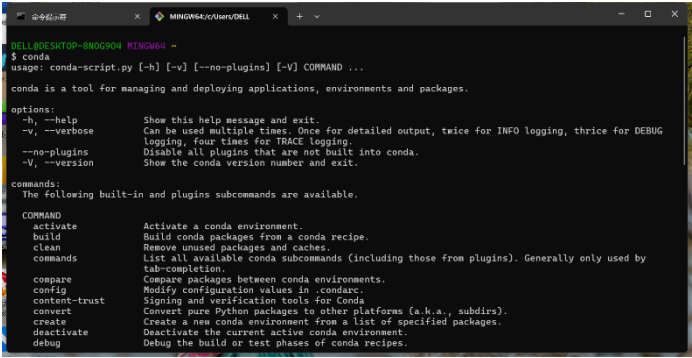 命令提示符
MINGW64:/c/Users/DELL
DELL@DESKTOP-8NOG9O4 MINGW64 ~
$ conda
usage: conda-script.py [-h] [-v] [--no-plugins] [-V] COMMAND ...
conda is a tool for managing and deploying applications, environments and packages.
options:
-h, --help Show this help message and exit.
-v, --verbose Can be used multiple times. Once for detailed output, twice for INFO logging, thrice for DEBUG
logging, four times for TRACE logging.
--no-plugins Disable all plugins that are not built into conda.
-V, --version Show the conda version number and exit.
commands:
The following built-in and plugins subcommands are available.
COMMAND
activate Activate a conda environment.
build Build conda packages from a conda recipe.
clean Remove unused packages and caches.
commands List all available conda subcommands (including those from plugins). Generally only used by
tab-completion.
compare Compare packages between conda environments.
config Modify configuration values in .condarc.
content-trust Signing and verification tools for Conda
convert Convert pure Python packages to other platforms (a.k.a., subdirs).
create Create a new conda environment from a list of specified packages.
deactivate Deactivate the current active conda environment.
debug Debug the build or test phases of conda recipes.